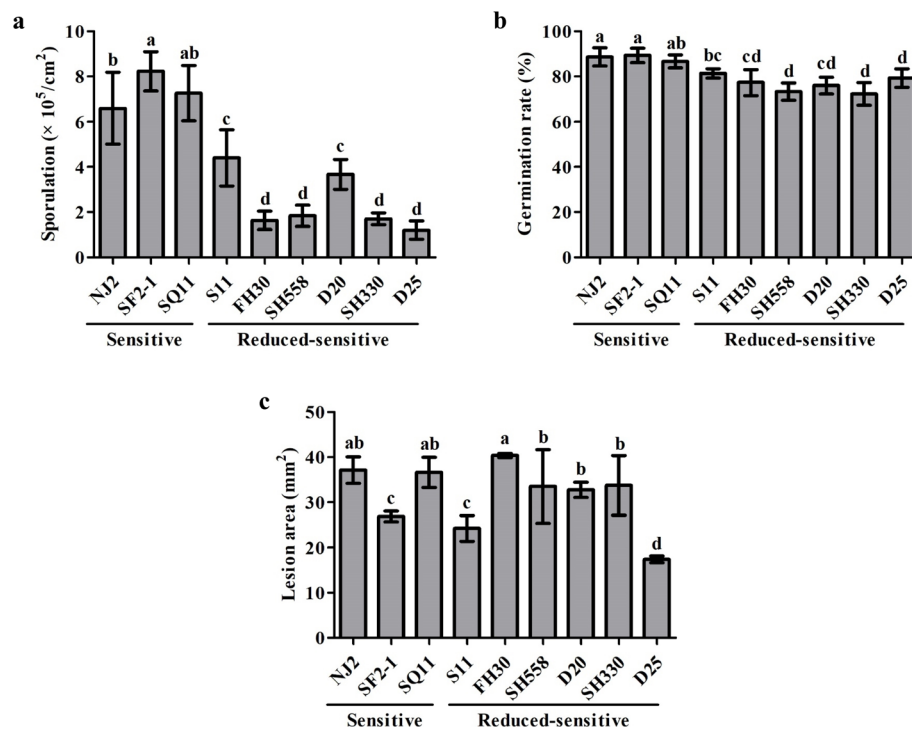 a
Sporulation (× 10⁵/cm²)
10
8
6
4
2
0
b
a
ab
c
d
d
c
d
d
NJ2
SF2-1
SQ11
S11
FH30
SH558
D20
SH330
D25
Sensitive
Reduced-sensitive
b
Germination rate (%)
100
80
60
40
20
0
a
a
ab
bc
cd
d
cd
d
d
NJ2
SF2-1
SQ11
S11
FH30
SH558
D20
SH330
D25
Sensitive
Reduced-sensitive
c
Lesion area (mm²)
50
40
30
20
10
0
ab
c
ab
c
a
b
b
b
d
NJ2
SF2-1
SQ11
S11
FH30
SH558
D20
SH330
D25
Sensitive
Reduced-sensitive